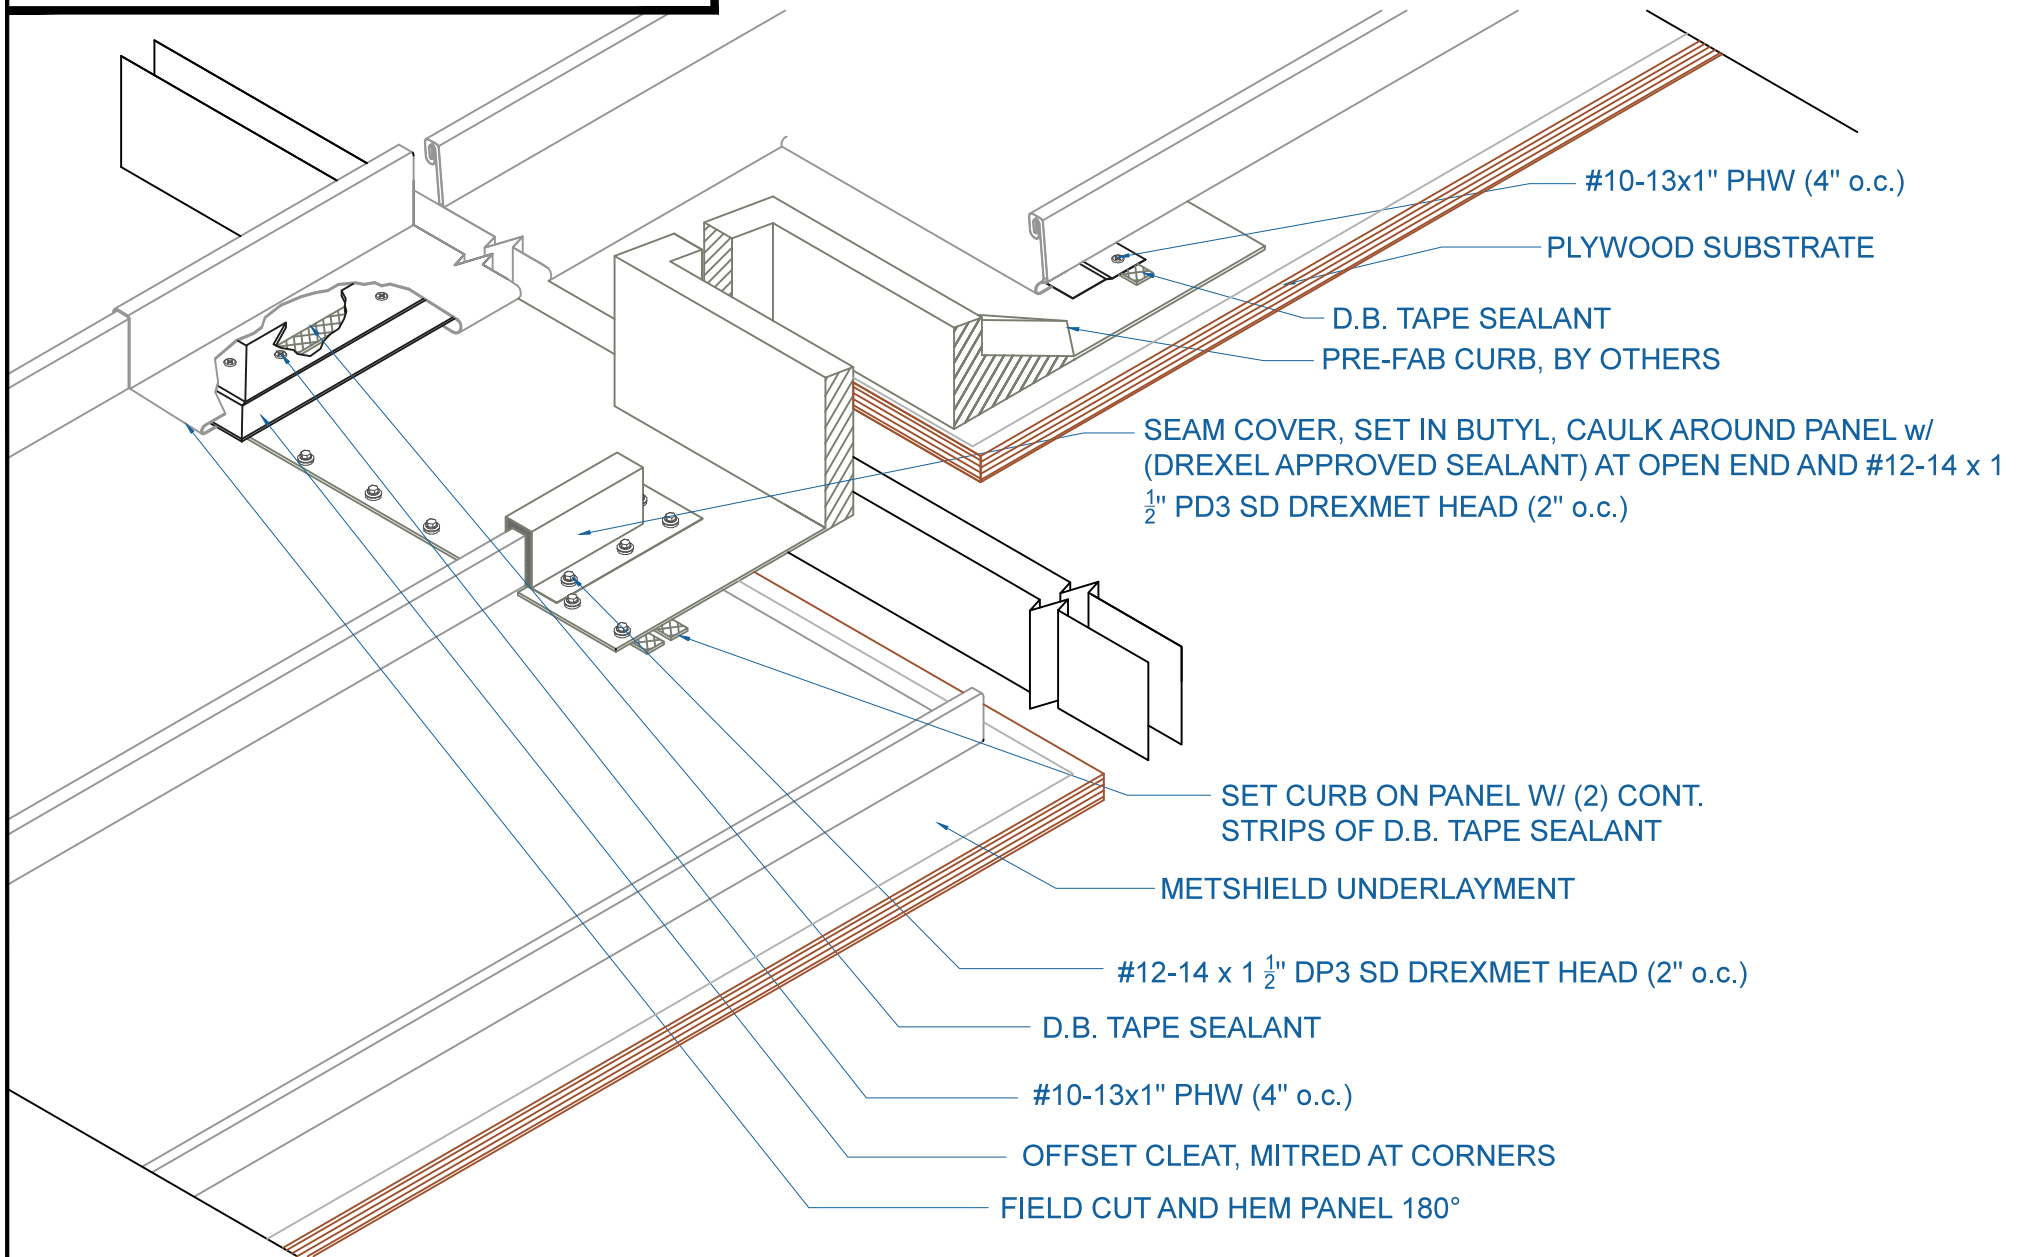 #10-13x1" PHW (4" o.c.)
PLYWOOD SUBSTRATE
D.B. TAPE SEALANT
PRE-FAB CURB, BY OTHERS
SEAM COVER, SET IN BUTYL, CAULK AROUND PANEL w/
(DREXEL APPROVED SEALANT) AT OPEN END AND #12-14 x 1
1/2" PD3 SD DREXMET HEAD (2" o.c.)
SET CURB ON PANEL W/ (2) CONT.
STRIPS OF D.B. TAPE SEALANT
METSHIELD UNDERLAYMENT
#12-14 x 1 1/2" DP3 SD DREXMET HEAD (2" o.c.)
D.B. TAPE SEALANT
#10-13x1" PHW (4" o.c.)
OFFSET CLEAT, MITRED AT CORNERS
FIELD CUT AND HEM PANEL 180°